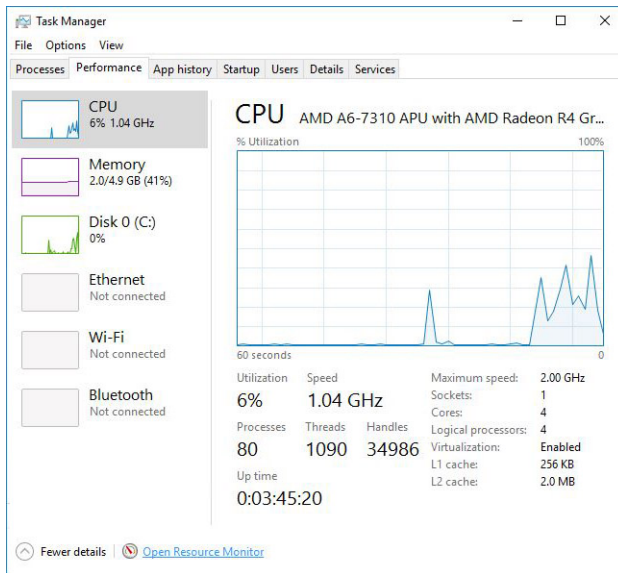 Task Manager
File Options View
Processes Performance App history Startup Users Details Services
CPU
6% 1.04 GHz
Memory
2.0/4.9 GB (41%)
Disk 0 (C:)
0%
Ethernet
Not connected
Wi-Fi
Not connected
Bluetooth
Not connected
CPU AMD A6-7310 APU with AMD Radeon R4 Gr...
% Utilization 100%
60 seconds 0
Utilization Speed
6% 1.04 GHz
Processes Threads Handles
80 1090 34986
Up time
0:03:45:20
Maximum speed: 2.00 GHz
Sockets: 1
Cores: 4
Logical processors: 4
Virtualization: Enabled
L1 cache: 256 KB
L2 cache: 2.0 MB
Fewer details Open Resource Monitor